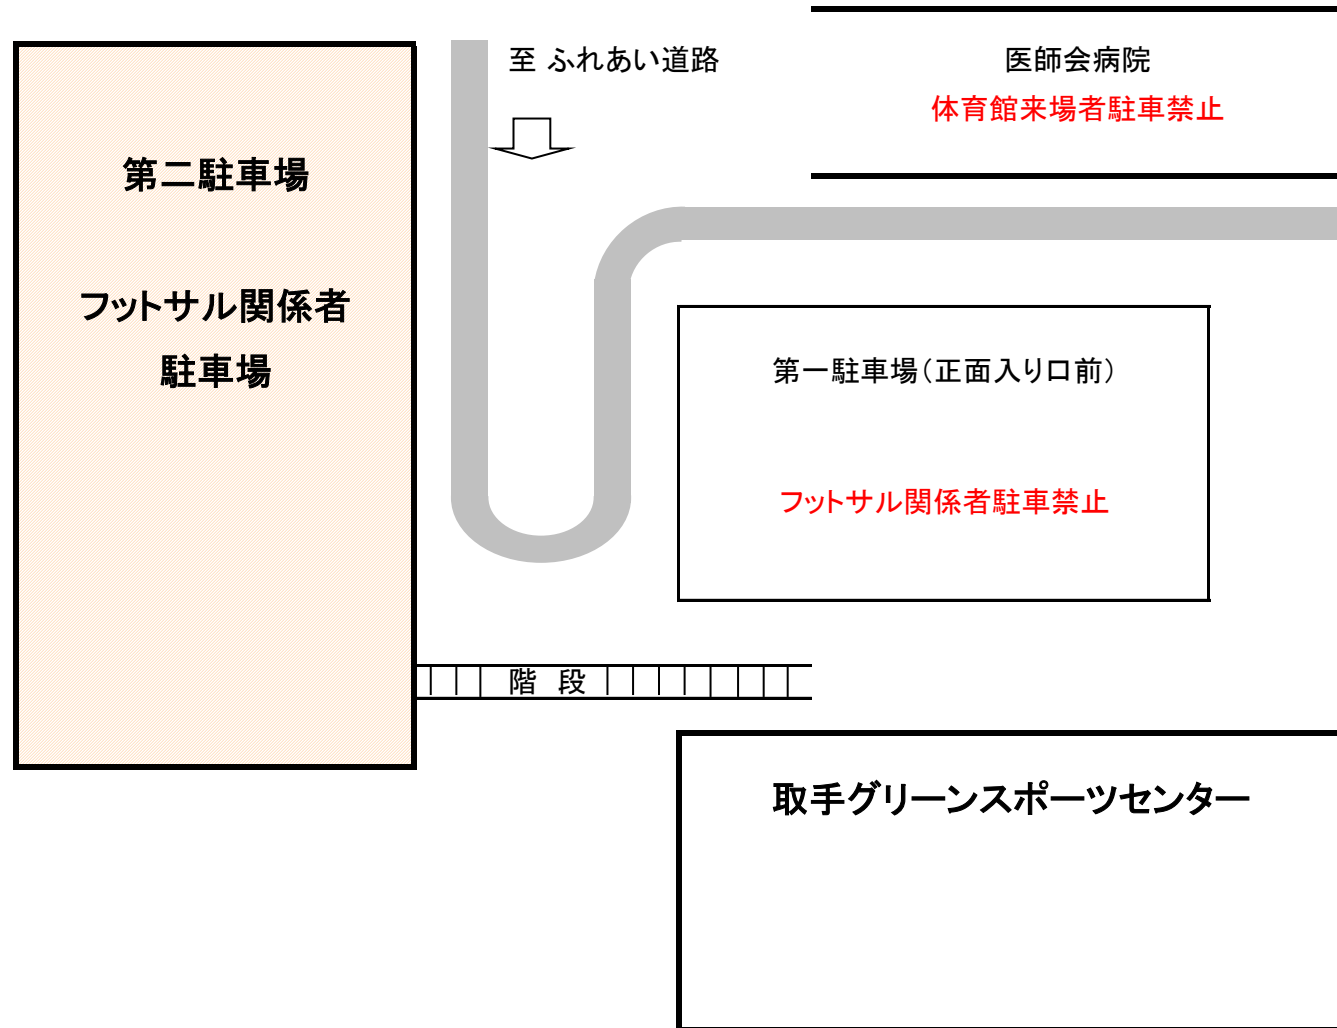 至 ふれあい道路
医師会病院
体育館来場者駐車禁止
第二駐車場
フットサル関係者
駐車場
第一駐車場（正面入り口前）
フットサル関係者駐車禁止
階 段
取手グリーンスポーツセンター